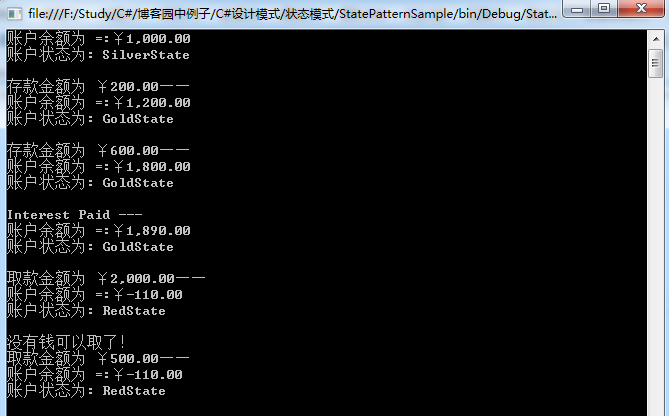 file:///F:/Study/C#/博客园中例子/C#设计模式/状态模式/StatePatternSample/bin/Debug/Stat...
账户余额为 =:￥1,000.00
账户状态为: SilverState
存款金额为 ￥200.00——
账户余额为 =:￥1,200.00
账户状态为: GoldState
存款金额为 ￥600.00——
账户余额为 =:￥1,800.00
账户状态为: GoldState
Interest Paid ---
账户余额为 =:￥1,890.00
账户状态为: GoldState
取款金额为 ￥2,000.00——
账户余额为 =:￥-110.00
账户状态为: RedState
没有钱可以取了!
取款金额为 ￥500.00——
账户余额为 =:￥-110.00
账户状态为: RedState